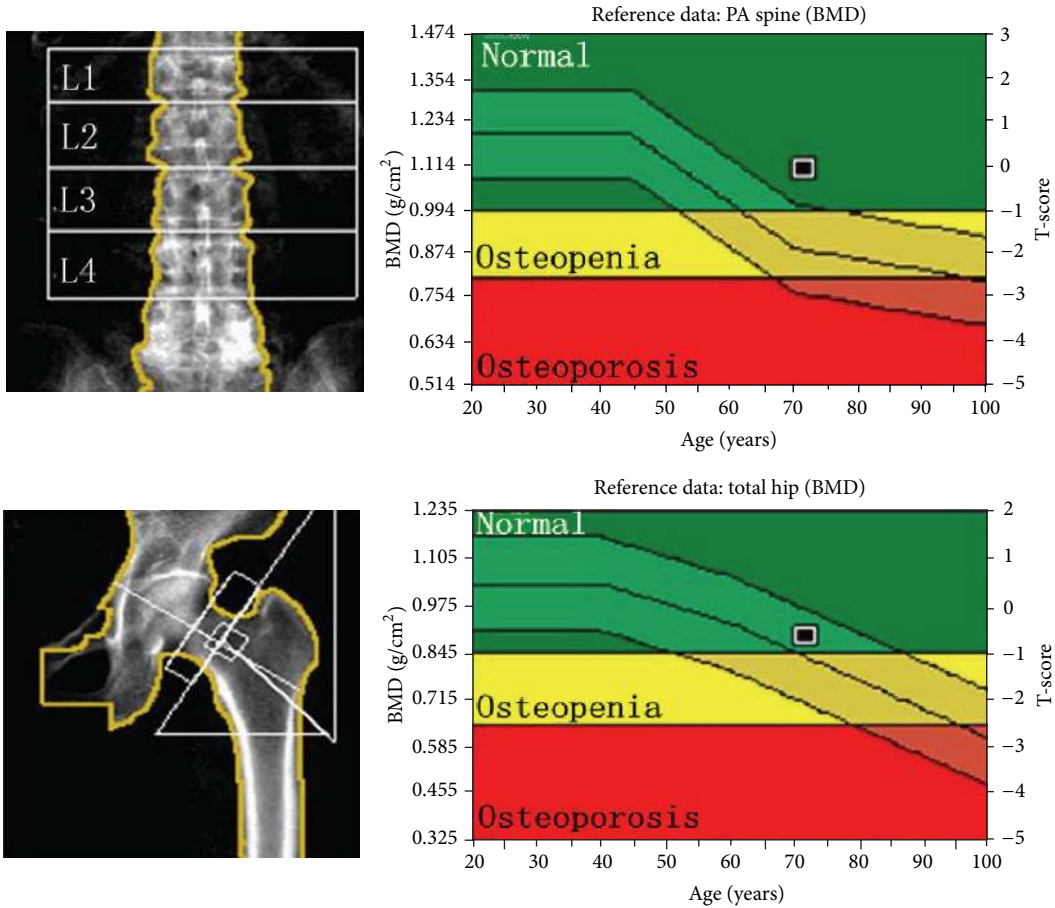 Reference data: PA spine (BMD)
L1
L2
L3
L4
BMD (g/cm²)
1.474
1.354
1.234
1.114
0.994
0.874
0.754
0.634
0.514
Normal
Osteopenia
Osteoporosis
3
2
1
0
−1
−2
−3
−4
−5
T-score
20 30 40 50 60 70 80 90 100
Age (years)
Reference data: total hip (BMD)
BMD (g/cm²)
1.235
1.105
0.975
0.845
0.715
0.585
0.455
0.325
Normal
Osteopenia
Osteoporosis
2
1
0
−1
−2
−3
−4
−5
T-score
20 30 40 50 60 70 80 90 100
Age (years)